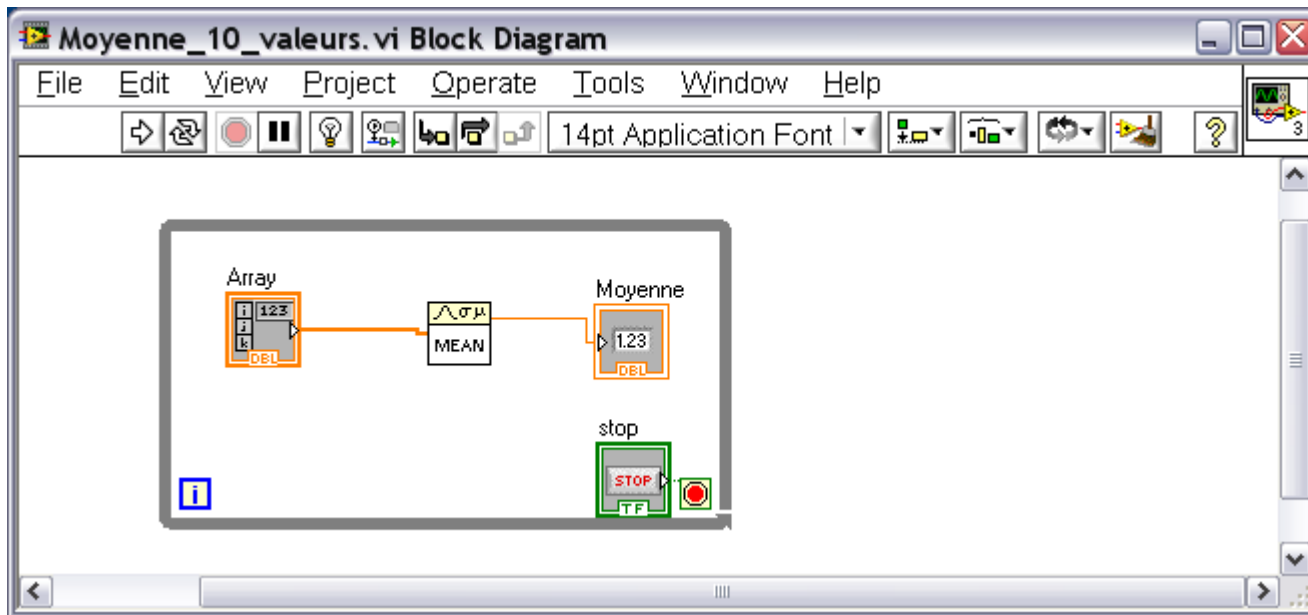 Moyenne_10_valeurs.vi Block Diagram
File Edit View Project Operate Tools Window Help
14pt Application Font
3
Array
i 123
j
k
DBL
σμ
MEAN
Moyenne
1.23
DBL
stop
STOP
TF
i